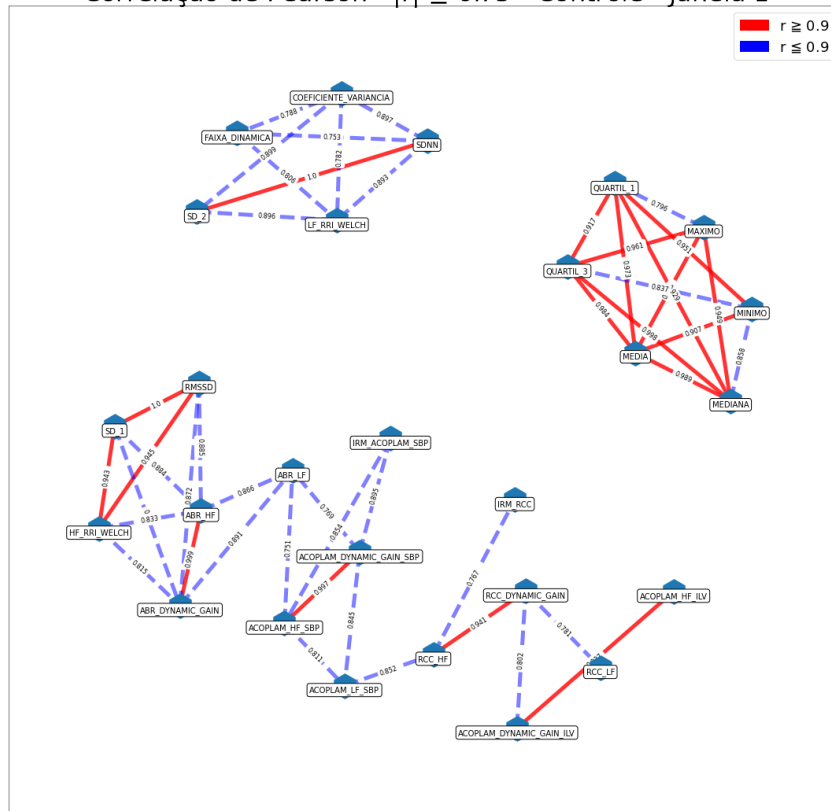 r ≧ 0.9
r ≦ 0.9
COEFICIENTE_VARIANCIA
0.788
0.897
FAIXA_DINAMICA
0.753
SDNN
0.899
0.782
0.806
0.893
1.0
SD_2
0.896
LF_RRI_WELCH
QUARTIL_1
0.796
0.917
MAXIMO
0.961
0.951
QUARTIL_3
0.973
0.837
0.929
MINIMO
0.984
0.949
0.998
0.907
MEDIA
0.858
0.989
MEDIANA
RMSSD
1.0
SD_1
0.945
0.885
IRM_ACOPLAM_SBP
0.943
0.884
ABR_LF
0.895
0.872
0.866
IRM_RCC
ABR_HF
0.769
0.833
HF_RRI_WELCH
0.854
0.891
0.751
ACOPLAM_DYNAMIC_GAIN_SBP
0.999
0.815
0.767
0.997
RCC_DYNAMIC_GAIN
ACOPLAM_HF_ILV
ABR_DYNAMIC_GAIN
0.845
0.941
ACOPLAM_HF_SBP
0.781
0.811
RCC_HF
0.802
0.852
RCC_LF
ACOPLAM_LF_SBP
ACOPLAM_DYNAMIC_GAIN_ILV